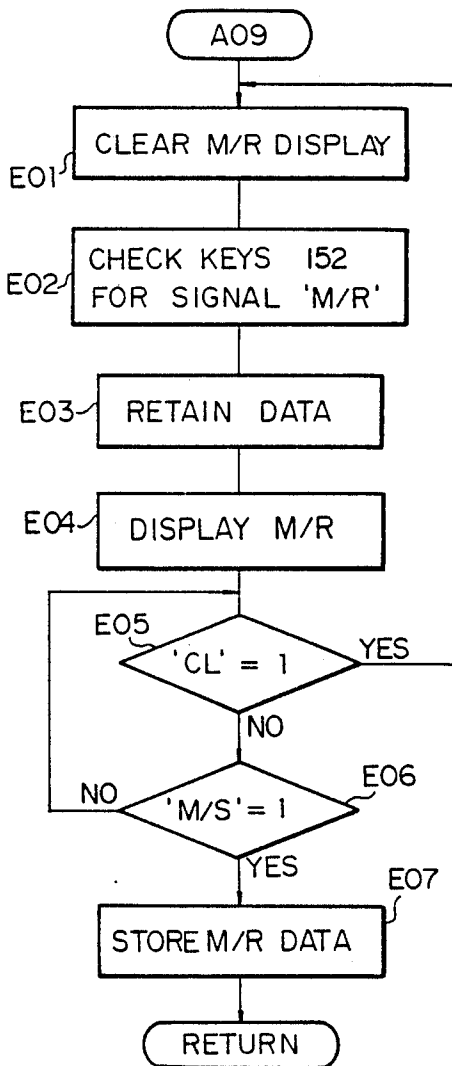 A09
CLEAR M/R DISPLAY
E01
CHECK KEYS 152
FOR SIGNAL 'M/R'
E02
RETAIN DATA
E03
E04
DISPLAY M/R
E05
'CL' = 1
YES
NO
NO
'M/S' = 1
E06
YES
E07
STORE M/R DATA
RETURN